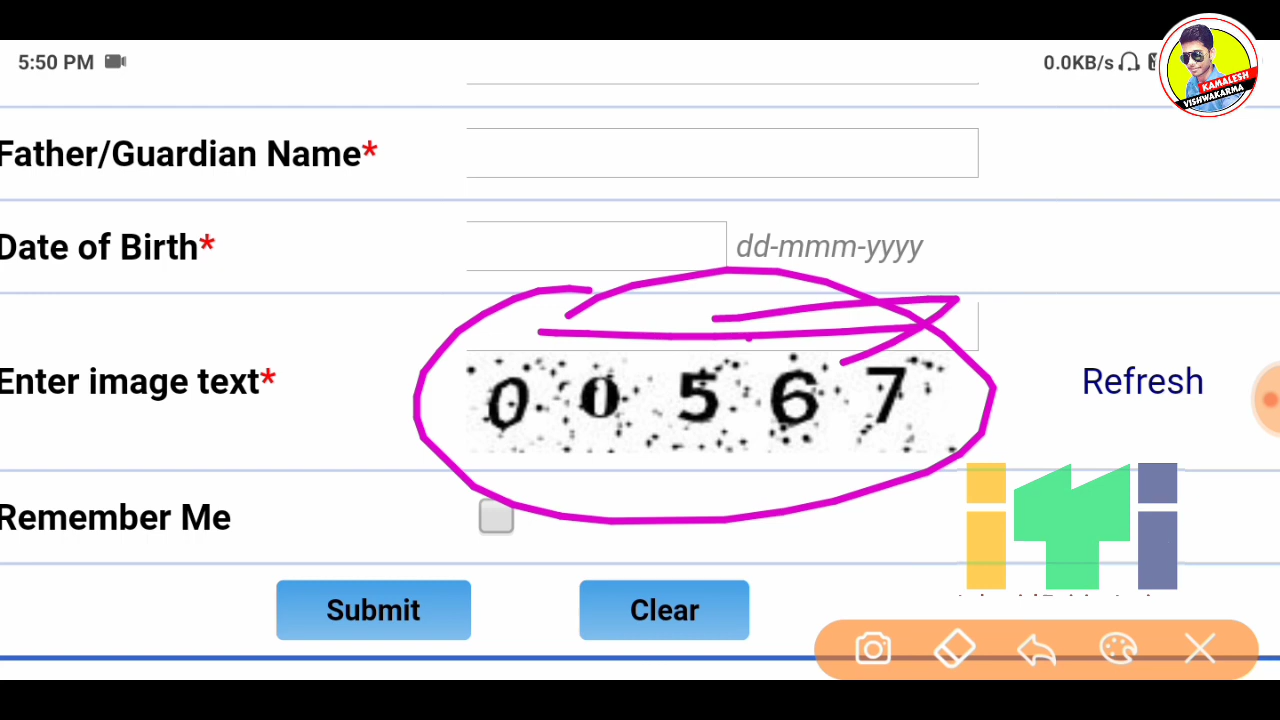 5:50 PM
0.0KB/s
KAMALESH
VISHWAKARMA
Father/Guardian Name*
Date of Birth*
dd-mmm-yyyy
Enter image text*
0 0 5 6 7
Refresh
Remember Me
iTi
Submit
Clear